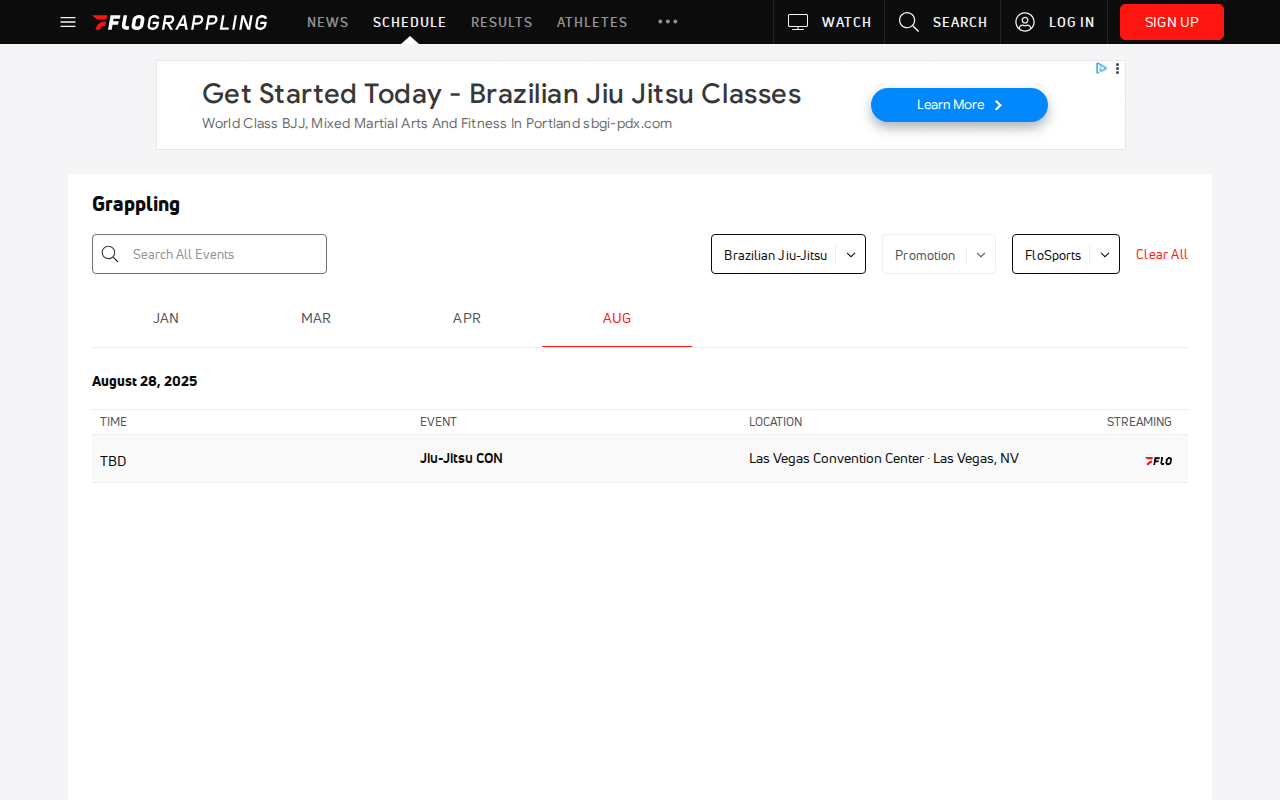 FLOGRAPPLING NEWS SCHEDULE RESULTS ATHLETES WATCH SEARCH LOG IN SIGN UP
Get Started Today - Brazilian Jiu Jitsu Classes
World Class BJJ, Mixed Martial Arts And Fitness In Portland sbgi-pdx.com
Learn More
Grappling
Search All Events Brazilian Jiu-Jitsu Promotion FloSports Clear All
JAN MAR APR AUG
August 28, 2025
TIME EVENT LOCATION STREAMING
TBD Jiu-Jitsu CON Las Vegas Convention Center · Las Vegas, NV FLO